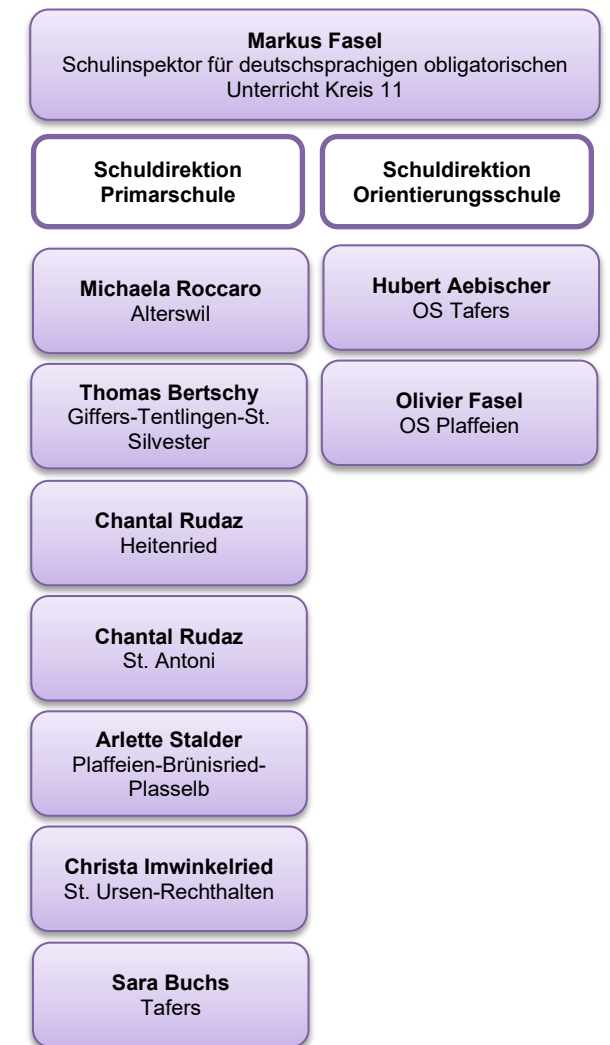 Markus Fasel
Schulinspektor für deutschsprachigen obligatorischen
Unterricht Kreis 11
Schuldirektion
Primarschule
Schuldirektion
Orientierungsschule
Michaela Roccaro
Alterswil
Thomas Bertschy
Giffers-Tentlingen-St.
Silvester
Chantal Rudaz
Heitenried
Chantal Rudaz
St. Antoni
Arlette Stalder
Plaffeien-Brünisried-
Plasselb
Christa Imwinkelried
St. Ursen-Rechthalten
Sara Buchs
Tafers
Hubert Aebischer
OS Tafers
Olivier Fasel
OS Plaffeien